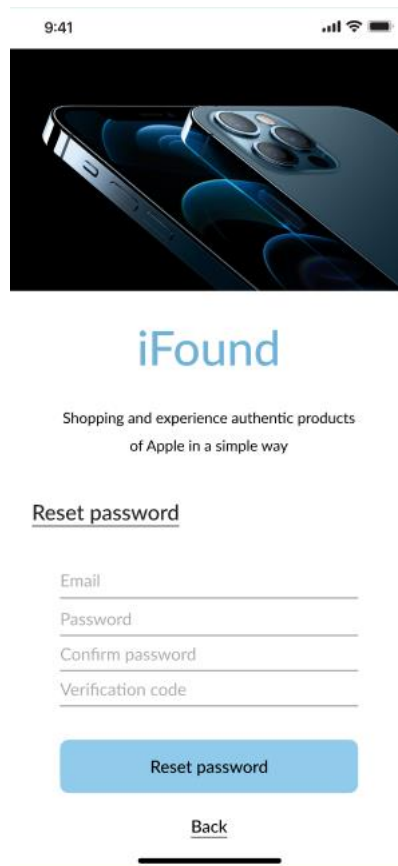 9:41
iFound
Shopping and experience authentic products
of Apple in a simple way
Reset password
Email
Password
Confirm password
Verification code
Reset password
Back